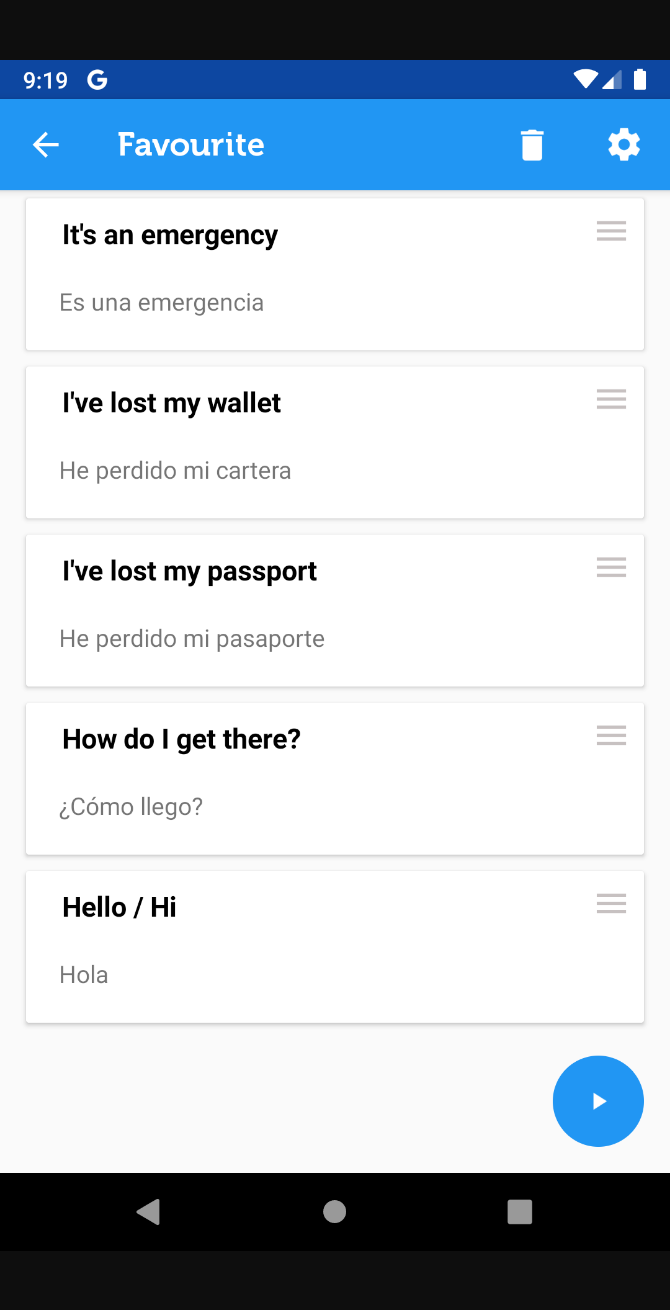 9:19 G
Favourite
It's an emergency
Es una emergencia
I've lost my wallet
He perdido mi cartera
I've lost my passport
He perdido mi pasaporte
How do I get there?
¿Cómo llego?
Hello / Hi
Hola